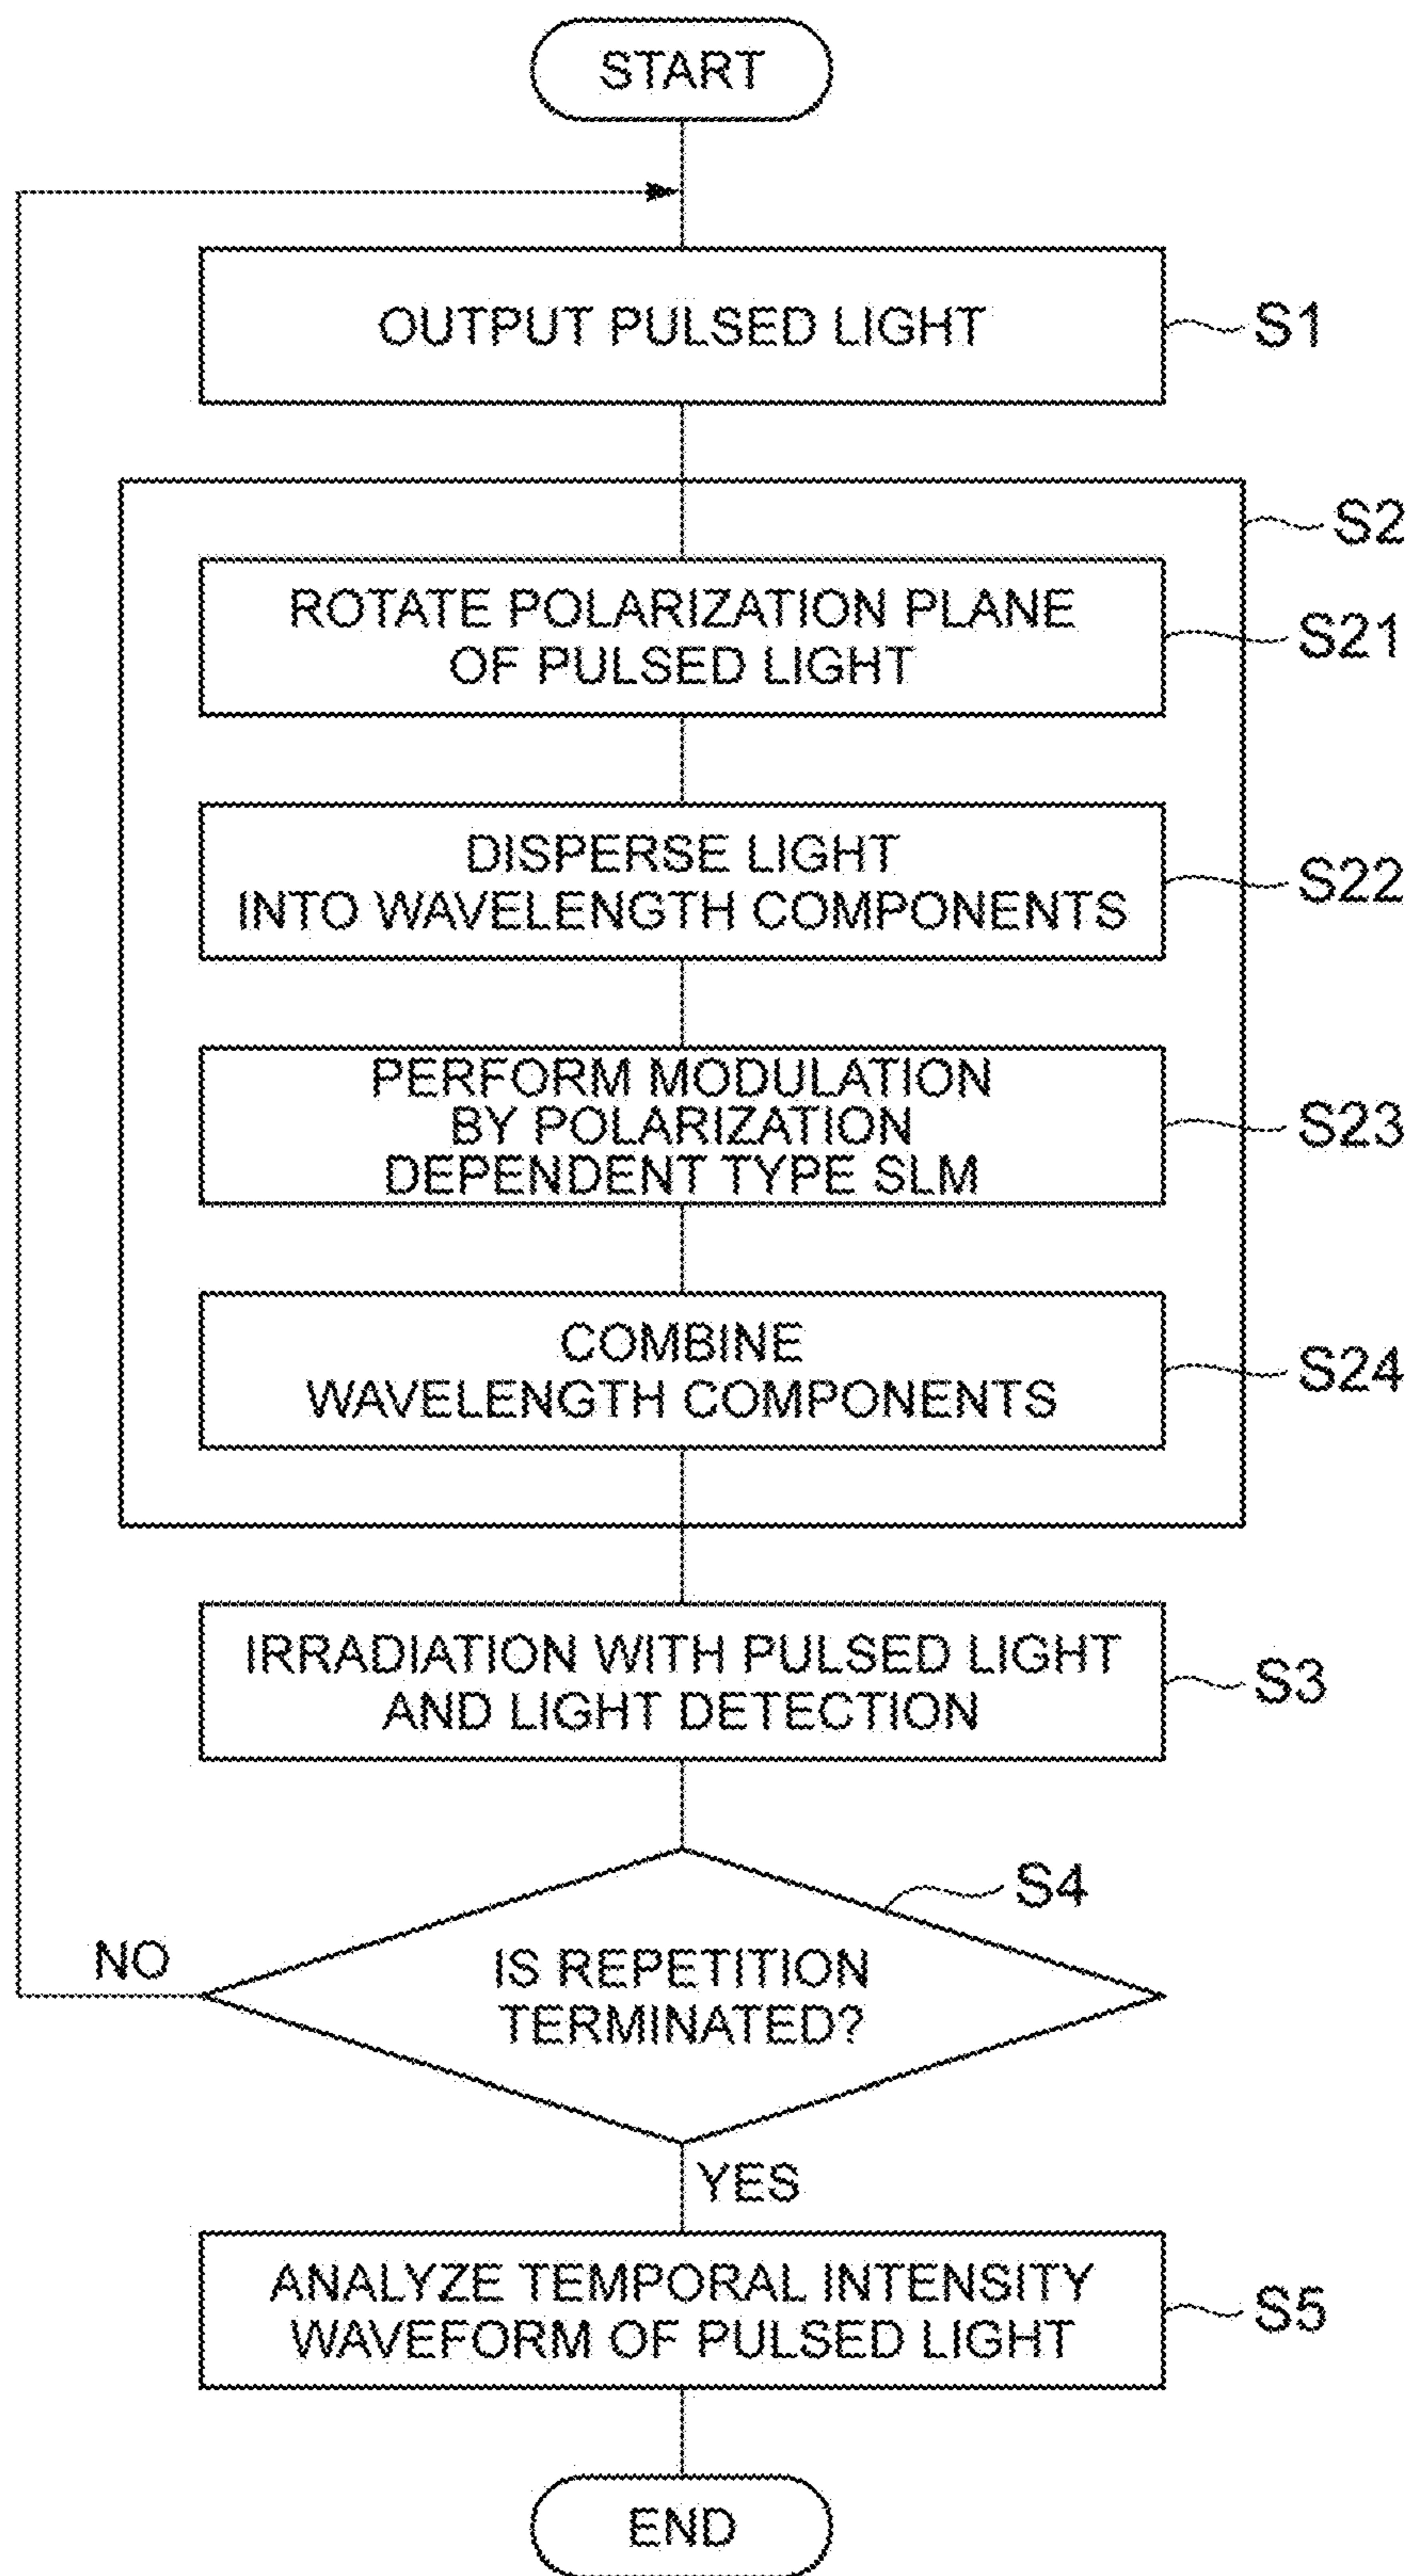 START
OUTPUT PULSED LIGHT
S1
S2
ROTATE POLARIZATION PLANE
OF PULSED LIGHT
S21
DISPERSE LIGHT
INTO WAVELENGTH COMPONENTS
S22
PERFORM MODULATION
BY POLARIZATION
DEPENDENT TYPE SLM
S23
COMBINE
WAVELENGTH COMPONENTS
S24
IRRADIATION WITH PULSED LIGHT
AND LIGHT DETECTION
S3
S4
NO
IS REPETITION
TERMINATED?
YES
ANALYZE TEMPORAL INTENSITY
WAVEFORM OF PULSED LIGHT
S5
END